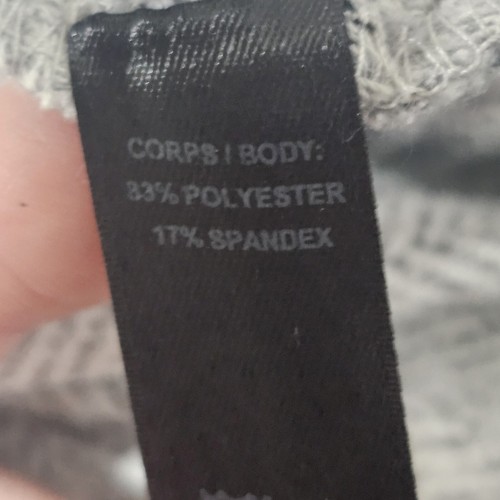 CORPS / BODY:
83% POLYESTER
17% SPANDEX